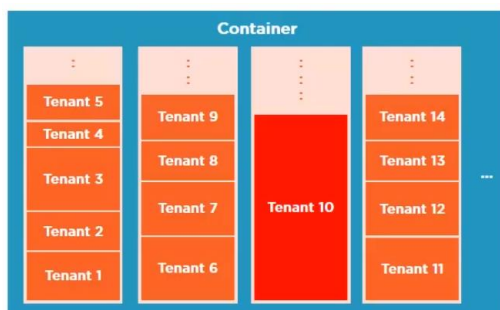 Container
Tenant 5
Tenant 4
Tenant 3
Tenant 2
Tenant 1
Tenant 9
Tenant 8
Tenant 7
Tenant 6
Tenant 10
Tenant 14
Tenant 13
Tenant 12
Tenant 11
...